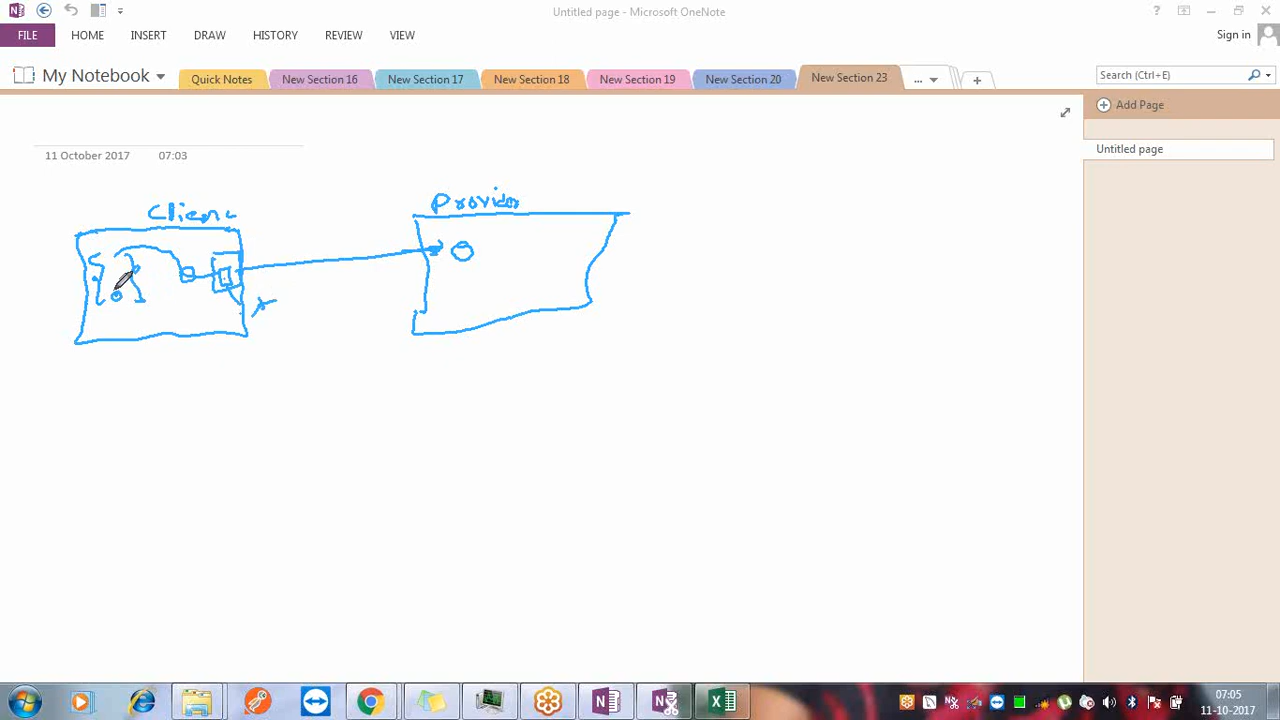 Untitled page - Microsoft OneNote
FILE HOME INSERT DRAW HISTORY REVIEW VIEW Sign in
My Notebook Quick Notes New Section 16 New Section 17 New Section 18 New Section 19 New Section 20 New Section 23 ... Search (Ctrl+E)
Add Page
Untitled page
11 October 2017 07:03
Client
Provider
07:05
11-10-2017